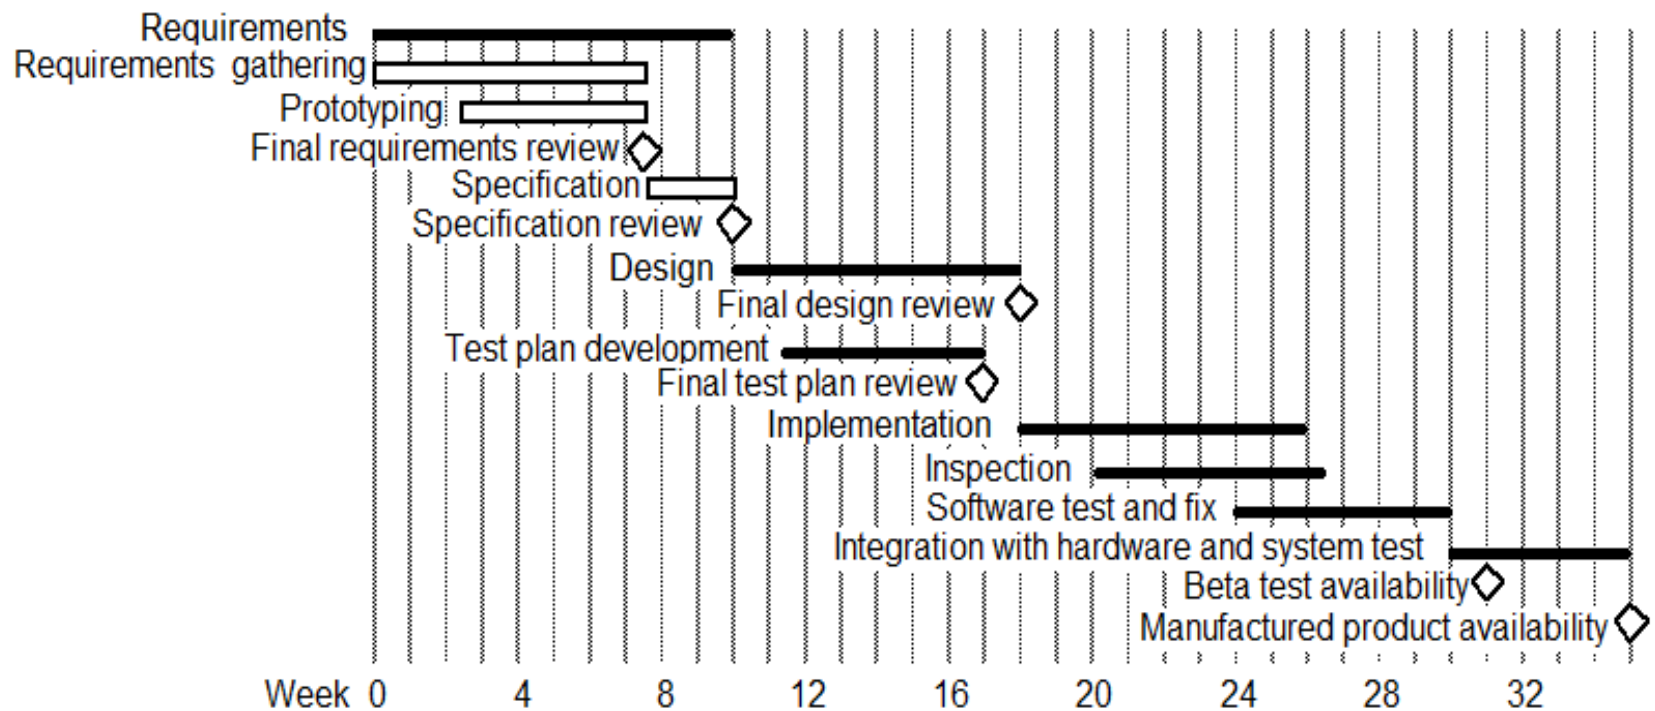 Requirements
Requirements gathering
Prototyping
Final requirements review
Specification
Specification review
Design
Final design review
Test plan development
Final test plan review
Implementation
Inspection
Software test and fix
Integration with hardware and system test
Beta test availability
Manufactured product availability
Week 0 4 8 12 16 20 24 28 32